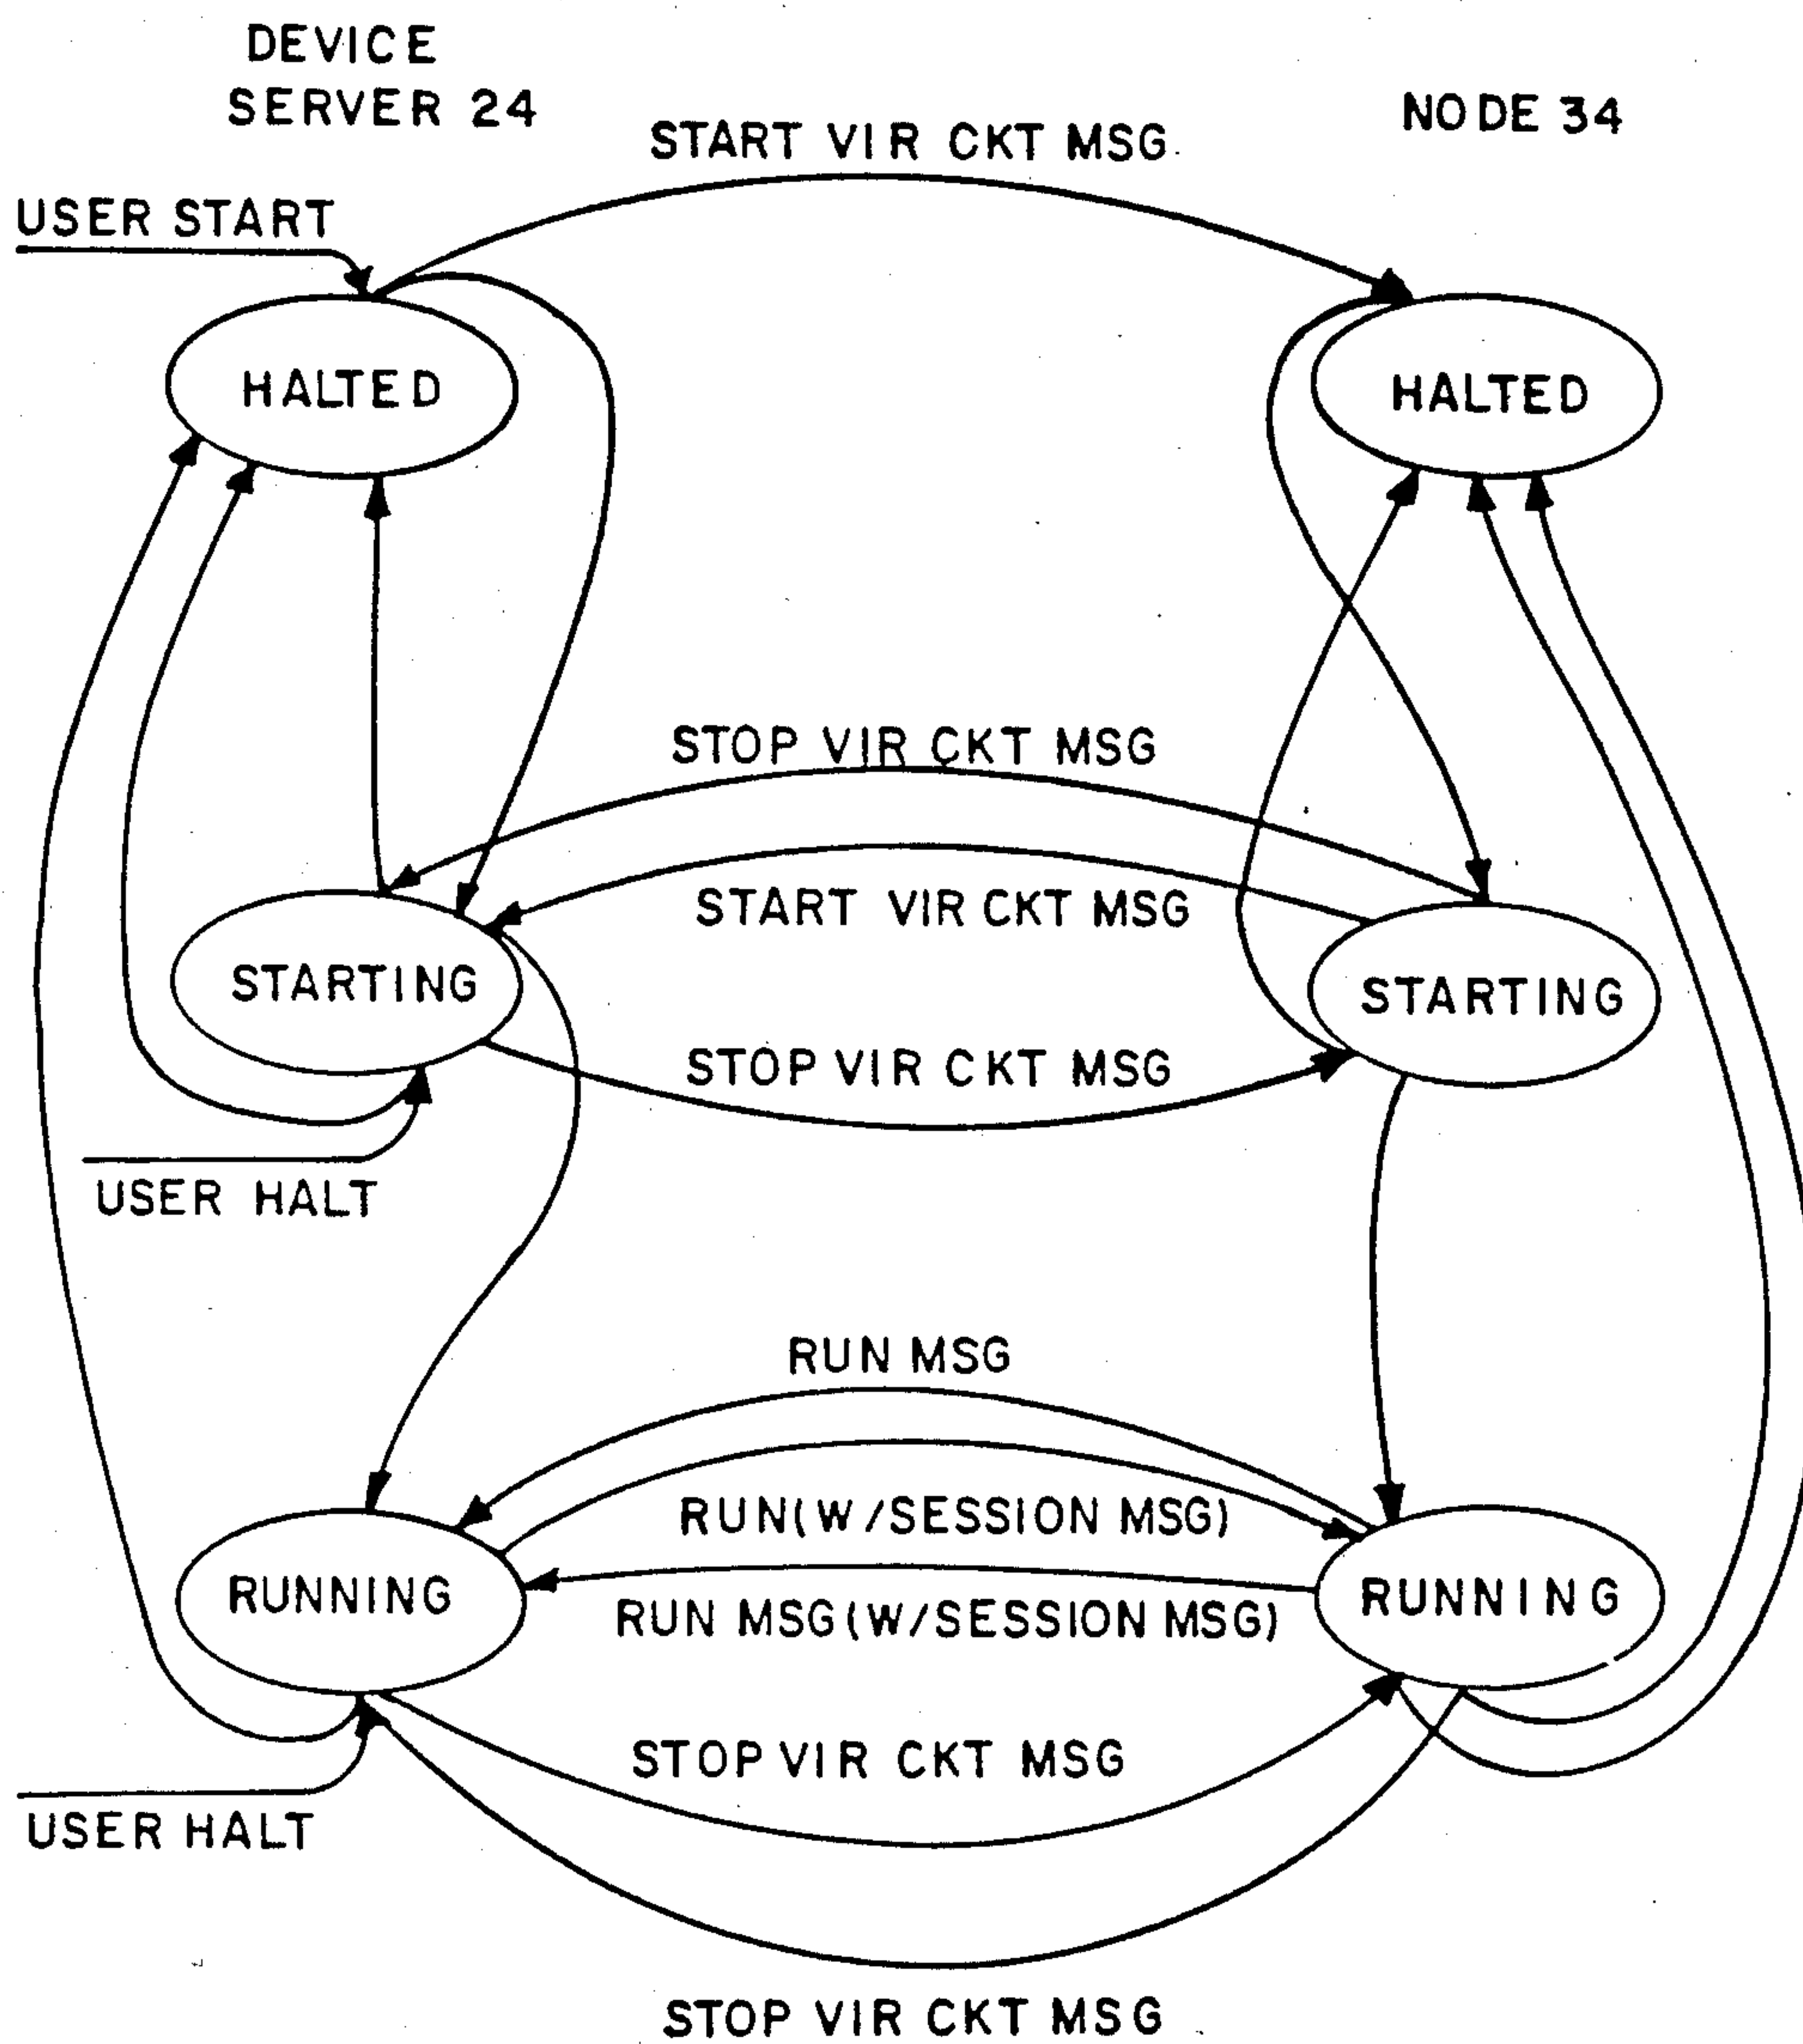 DEVICE
SERVER 24
NODE 34
START VIR CKT MSG
USER START
HALTED
HALTED
STOP VIR CKT MSG
START VIR CKT MSG
STARTING
STARTING
STOP VIR CKT MSG
USER HALT
RUN MSG
RUN(W/SESSION MSG)
RUNNING
RUNNING
RUN MSG(W/SESSION MSG)
STOP VIR CKT MSG
USER HALT
STOP VIR CKT MSG